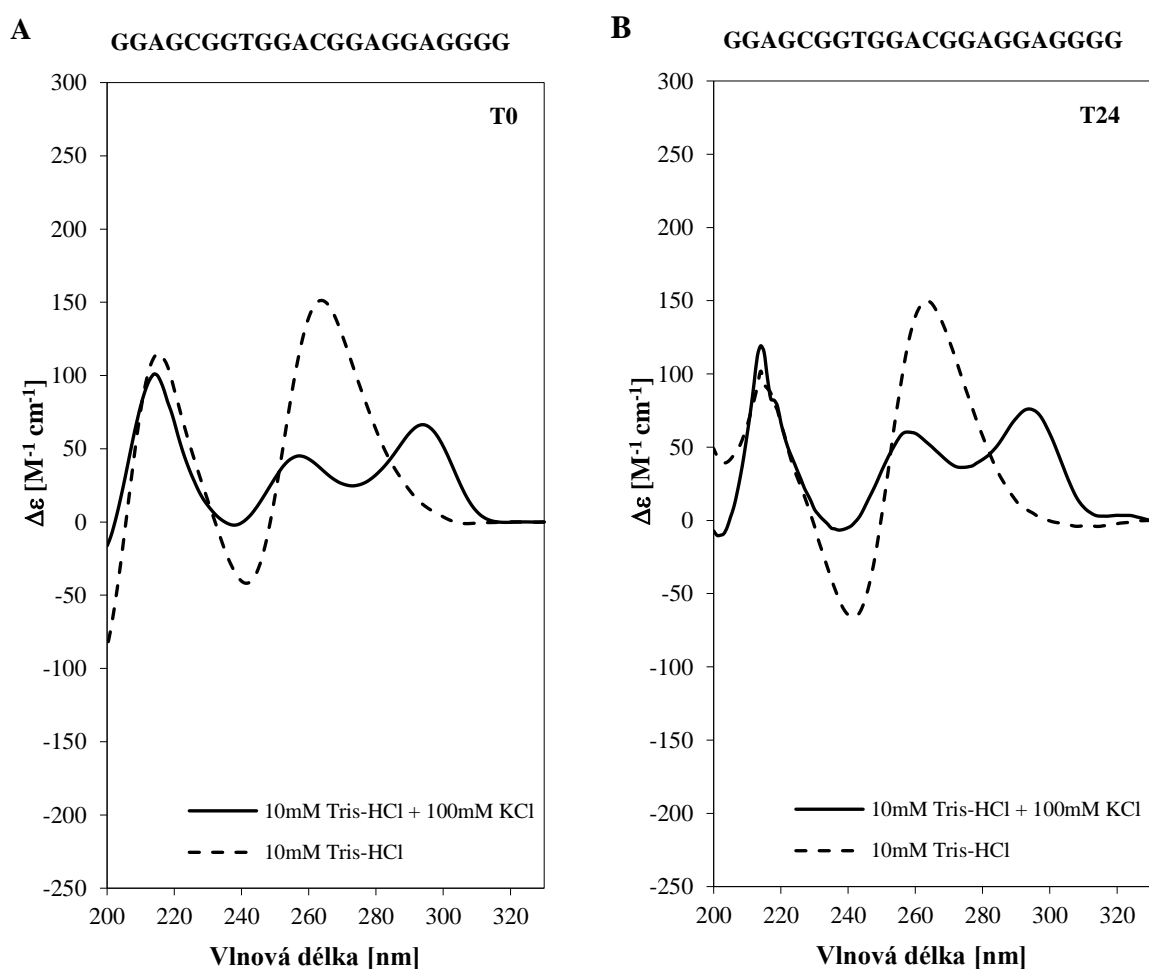 A
GGAGCGGTGGACGGAGGAGGGG
T0
300
250
200
150
100
50
0
-50
-100
-150
-200
-250
Δε [M-1 cm-1]
10mM Tris-HCl + 100mM KCl
10mM Tris-HCl
200 220 240 260 280 300 320
Vlnová délka [nm]
B
GGAGCGGTGGACGGAGGAGGGG
T24
300
250
200
150
100
50
0
-50
-100
-150
-200
-250
Δε [M-1 cm-1]
10mM Tris-HCl + 100mM KCl
10mM Tris-HCl
200 220 240 260 280 300 320
Vlnová délka [nm]